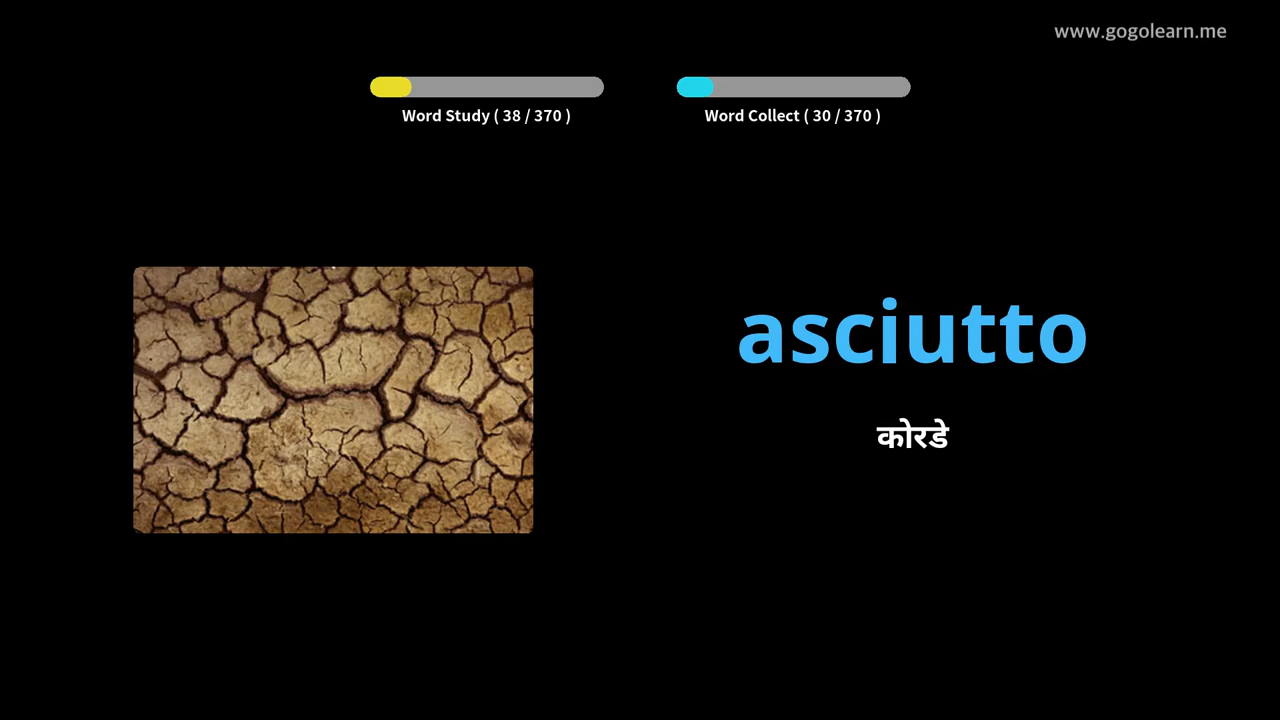 www.gogolearn.me
Word Study ( 38 / 370 )
Word Collect ( 30 / 370 )
asciutto
कोरडे